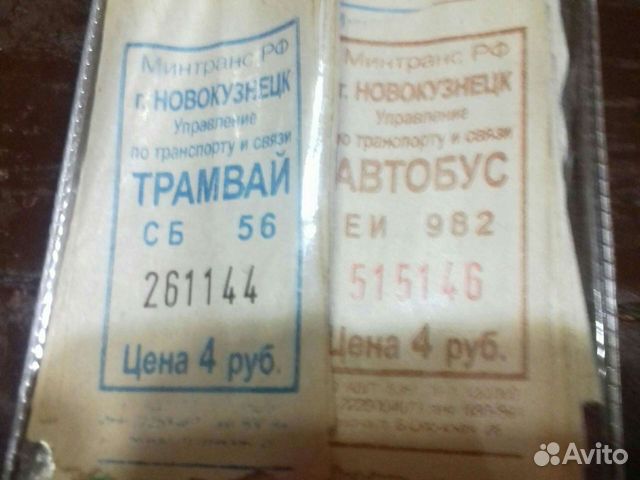 Минтранс РФ
г. НОВОКУЗНЕЦК
Управление
по транспорту и связи
ТРАМВАЙ
СБ 56
261144
Цена 4 руб.
Минтранс РФ
г. НОВОКУЗНЕЦК
Управление
по транспорту и связи
АВТОБУС
ЕИ 982
515146
Цена 4 руб.
Avito